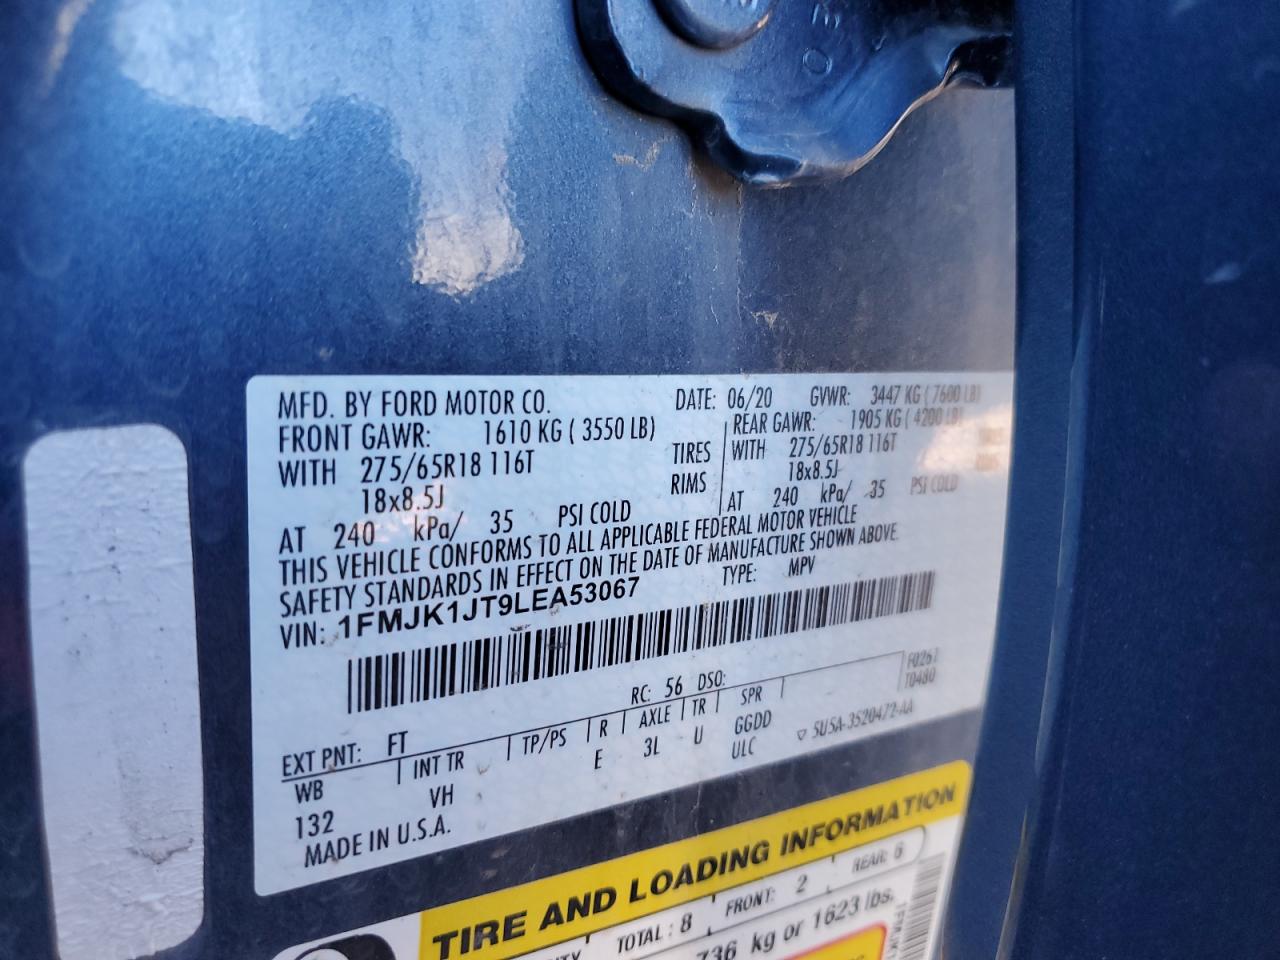 MFD. BY FORD MOTOR CO. DATE: 06/20 GVWR: 3447 KG ( 7600 LB)
FRONT GAWR: 1610 KG ( 3550 LB) REAR GAWR: 1905 KG ( 4200 LB)
WITH 275/65R18 116T TIRES WITH 275/65R18 116T
18x8.5J RIMS 18x8.5J
AT 240 kPa/ 35 PSI COLD AT 240 kPa/ 35 PSI COLD
THIS VEHICLE CONFORMS TO ALL APPLICABLE FEDERAL MOTOR VEHICLE
SAFETY STANDARDS IN EFFECT ON THE DATE OF MANUFACTURE SHOWN ABOVE.
VIN: 1FMJK1JT9LEA53067 TYPE: MPV
F0267
RC: 56 DSO: T0480
EXT PNT: FT
WB INT TR TP/PS R AXLE TR SPR
132 VH E 3L U GGDD
ULC 5U5A-3520472-AA
MADE IN U.S.A.
TIRE AND LOADING INFORMATION
TOTAL : 8 FRONT: 2 REAR: 6
736 kg or 1623 lbs.